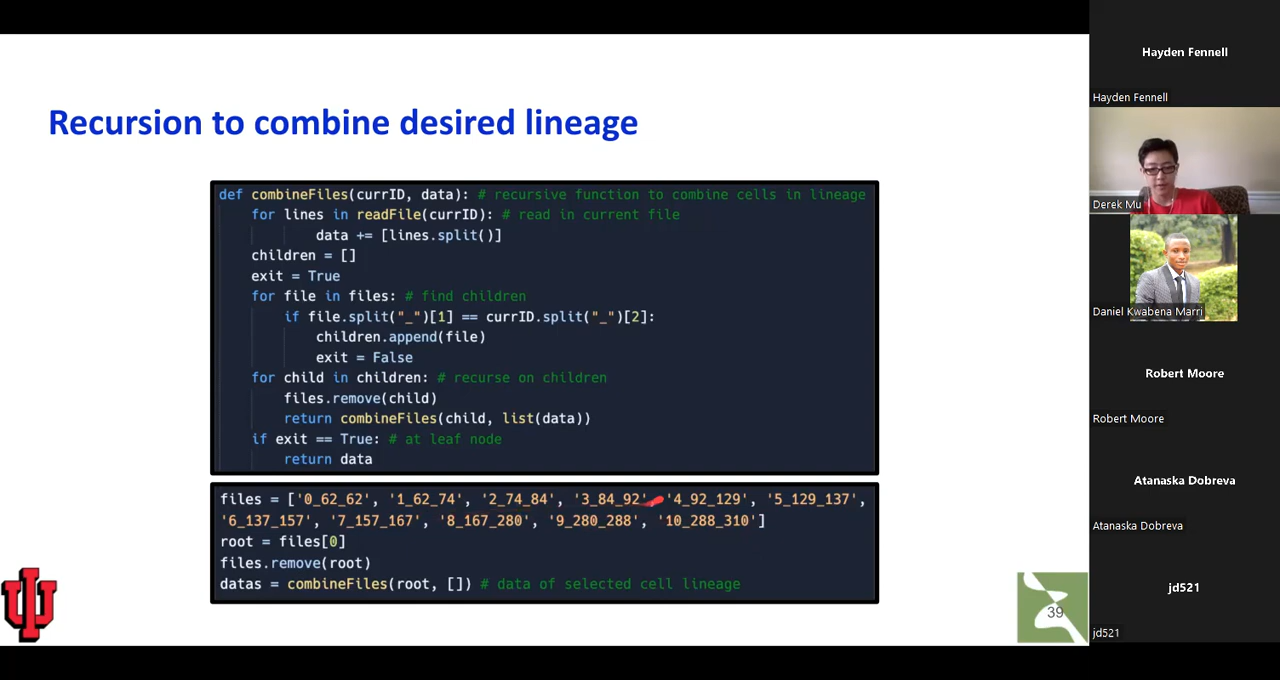 Recursion to combine desired lineage
def combineFiles(currID, data): # recursive function to combine cells in lineage
for lines in readFile(currID): # read in current file
data += [lines.split()]
children = []
exit = True
for file in files: # find children
if file.split("_")[1] == currID.split("_")[2]:
children.append(file)
exit = False
for child in children: # recurse on children
files.remove(child)
return combineFiles(child, list(data))
if exit == True: # at leaf node
return data
files = ['0_62_62', '1_62_74', '2_74_84', '3_84_92', '4_92_129', '5_129_137',
'6_137_157', '7_157_167', '8_167_280', '9_280_288', '10_288_310']
root = files[0]
files.remove(root)
datas = combineFiles(root, []) # data of selected cell lineage
39
Hayden Fennell
Hayden Fennell
Derek Mu
Daniel Kwabena Marri
Robert Moore
Robert Moore
Atanaska Dobreva
Atanaska Dobreva
jd521
jd521